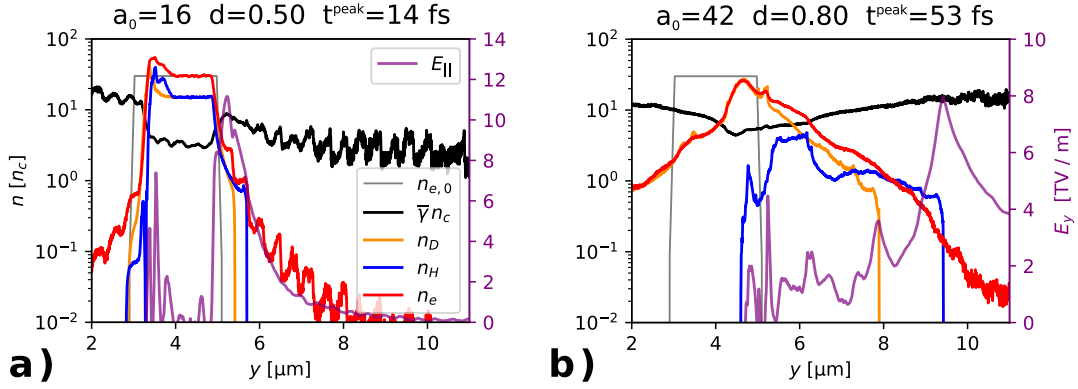 a₀=16 d=0.50 tᵖᵉᵃᵏ=14 fs
10²
10¹
10⁰
10⁻¹
10⁻²
n [n_c]
2 4 6 8 10
y [μm]
14
12
10
8
6
4
2
0
E_||
n_{e,0}
γ̅ n_c
n_D
n_H
n_e
a)
a₀=42 d=0.80 tᵖᵉᵃᵏ=53 fs
10²
10¹
10⁰
10⁻¹
10⁻²
2 4 6 8 10
y [μm]
10
8
6
4
2
0
E_y [TV / m]
b)